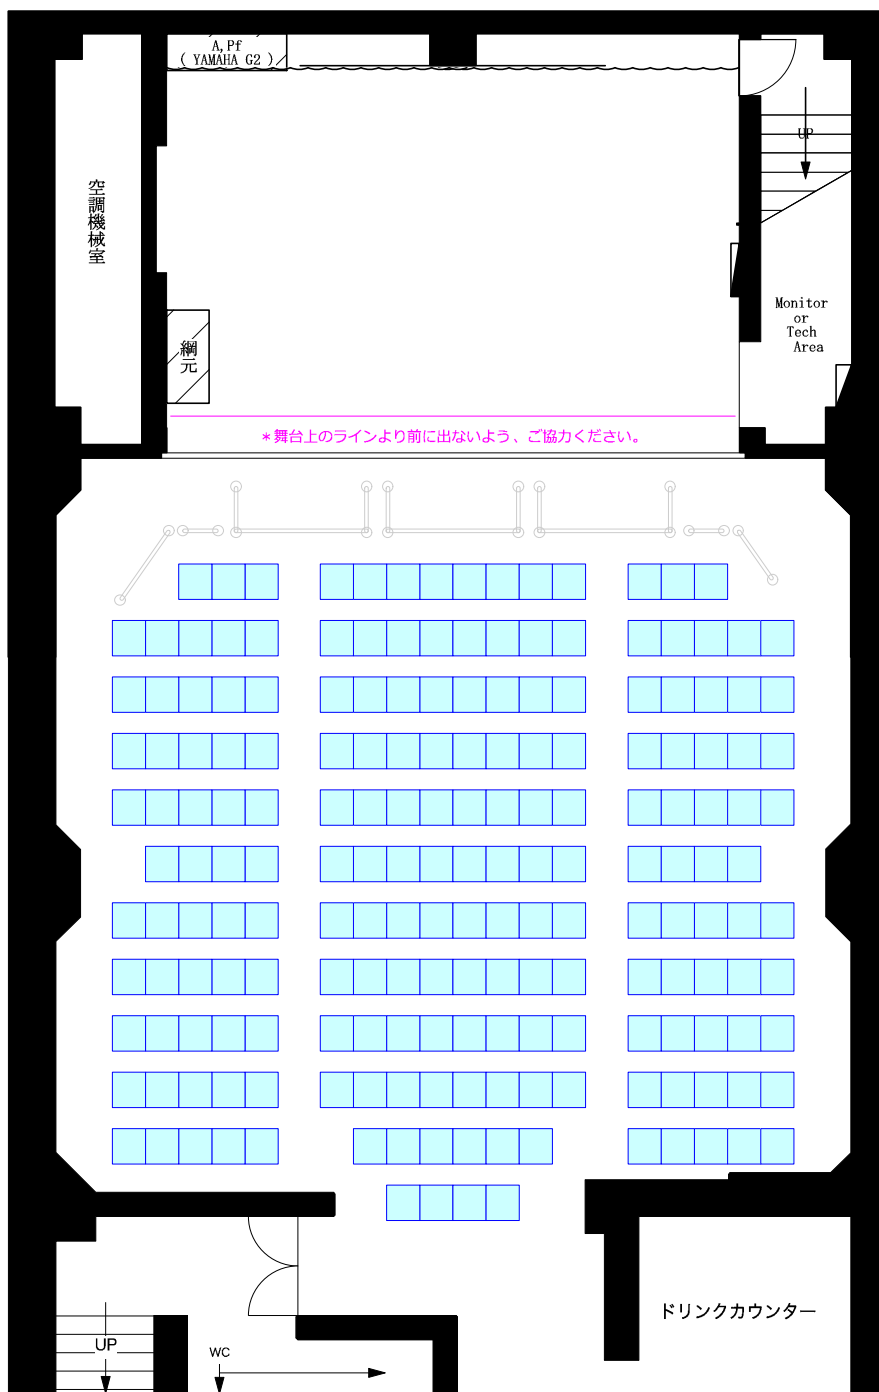 A,Pf
( YAMAHA G2 )
UP
空調機械室
Monitor
or
Tech
Area
綱元
＊舞台上のラインより前に出ないよう、ご協力ください。
ドリンクカウンター
UP
WC